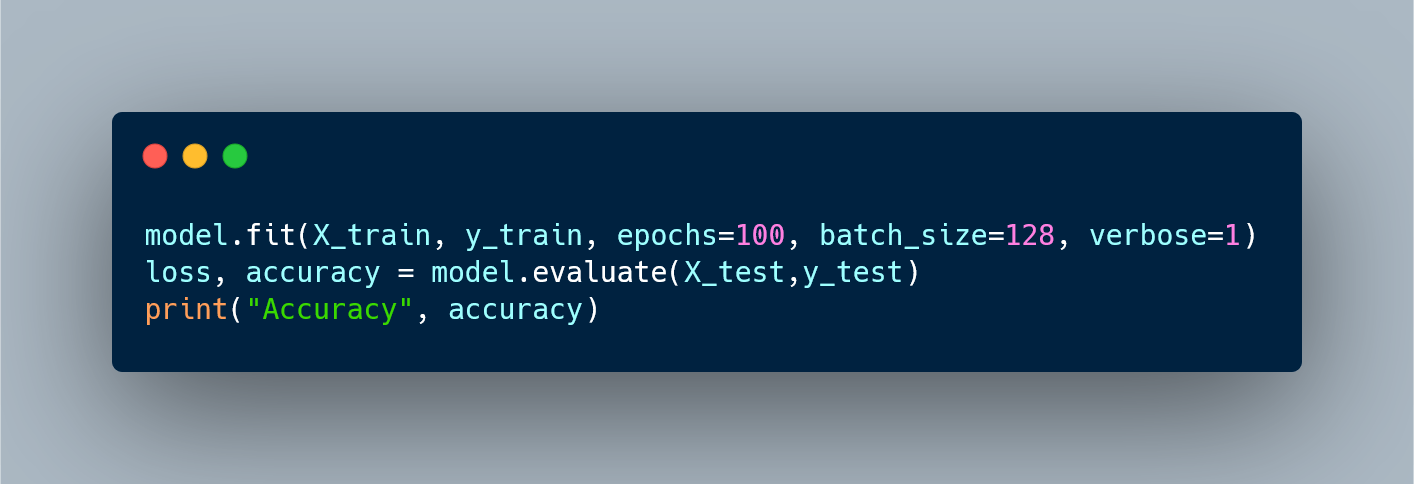 model.fit(X_train, y_train, epochs=100, batch_size=128, verbose=1)
loss, accuracy = model.evaluate(X_test,y_test)
print("Accuracy", accuracy)